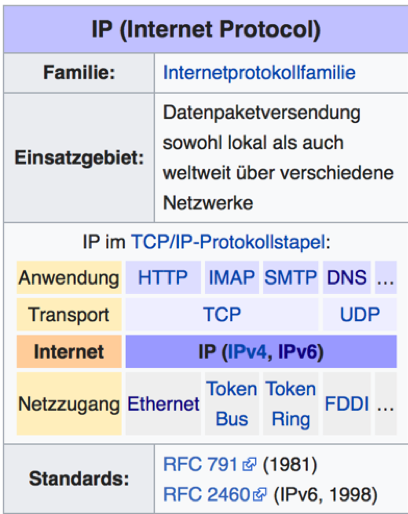 IP (Internet Protocol)
Familie: Internetprotokollfamilie
Einsatzgebiet: Datenpaketversendung
sowohl lokal als auch
weltweit über verschiedene
Netzwerke
IP im TCP/IP-Protokollstapel:
Anwendung HTTP IMAP SMTP DNS …
Transport TCP UDP
Internet IP (IPv4, IPv6)
Netzzugang Ethernet Token Bus Token Ring FDDI …
Standards: RFC 791 (1981)
RFC 2460 (IPv6, 1998)